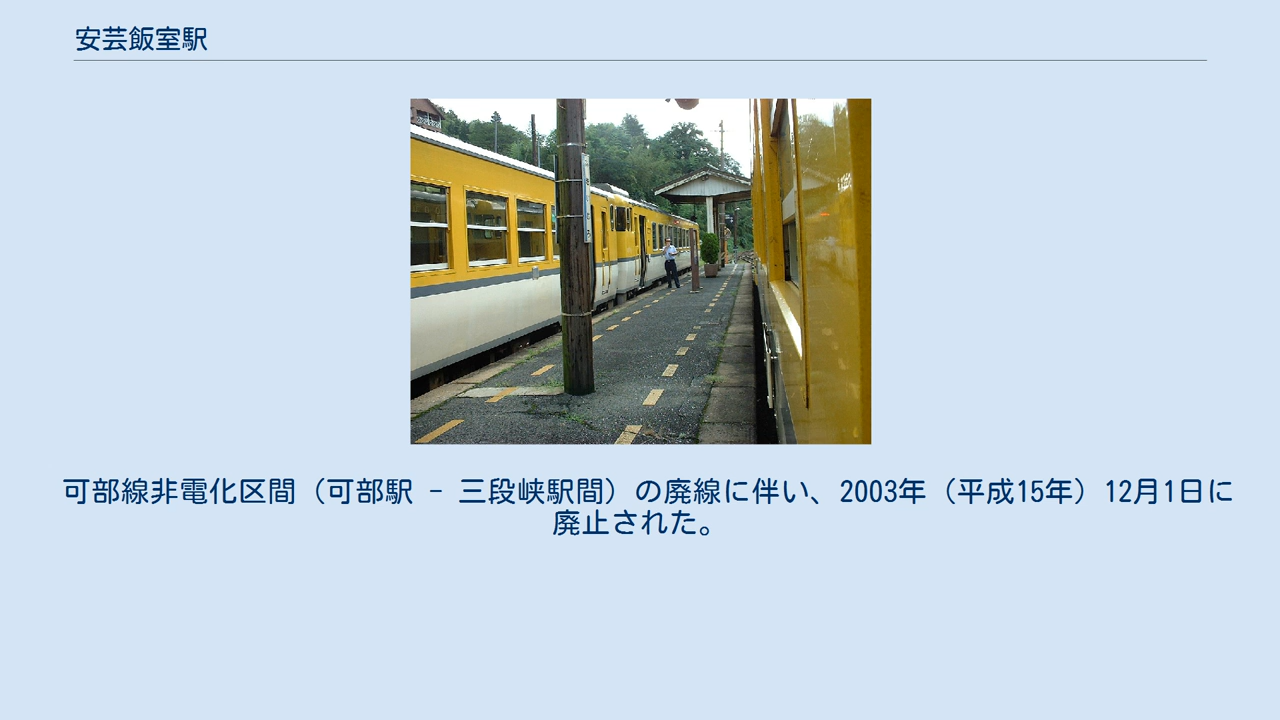 安芸飯室駅
可部線非電化区間（可部駅 - 三段峡駅間）の廃線に伴い、2003年（平成15年）12月1日に
廃止された。